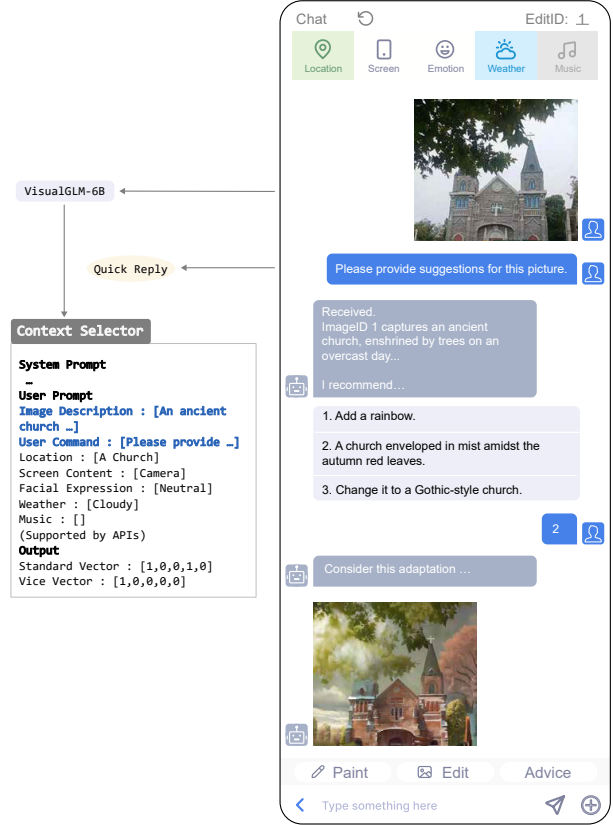 Chat
EditID: 1
Location
Screen
Emotion
Weather
Music
VisualGLM-6B
Quick Reply
Please provide suggestions for this picture.
Context Selector
System Prompt
…
User Prompt
Image Description : [An ancient
church …]
User Command : [Please provide …]
Location : [A Church]
Screen Content : [Camera]
Facial Expression : [Neutral]
Weather : [Cloudy]
Music : []
(Supported by APIs)
Output
Standard Vector : [1,0,0,1,0]
Vice Vector : [1,0,0,0,0]
Received.
ImageID 1 captures an ancient
church, enshrined by trees on an
overcast day...
I recommend…
1. Add a rainbow.
2. A church enveloped in mist amidst the
autumn red leaves.
3. Change it to a Gothic-style church.
2
Consider this adaptation …
Paint
Edit
Advice
Type something here